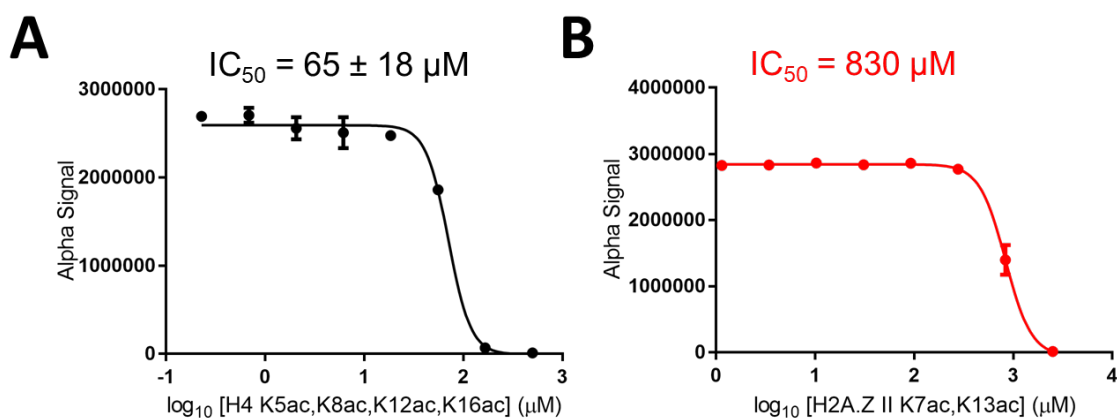 A
IC50 = 65 ± 18 µM
3000000
2000000
1000000
0
Alpha Signal
-1 0 1 2 3
log10 [H4 K5ac,K8ac,K12ac,K16ac] (µM)
B
IC50 = 830 µM
4000000
3000000
2000000
1000000
0
Alpha Signal
0 1 2 3 4
log10 [H2A.Z II K7ac,K13ac] (µM)